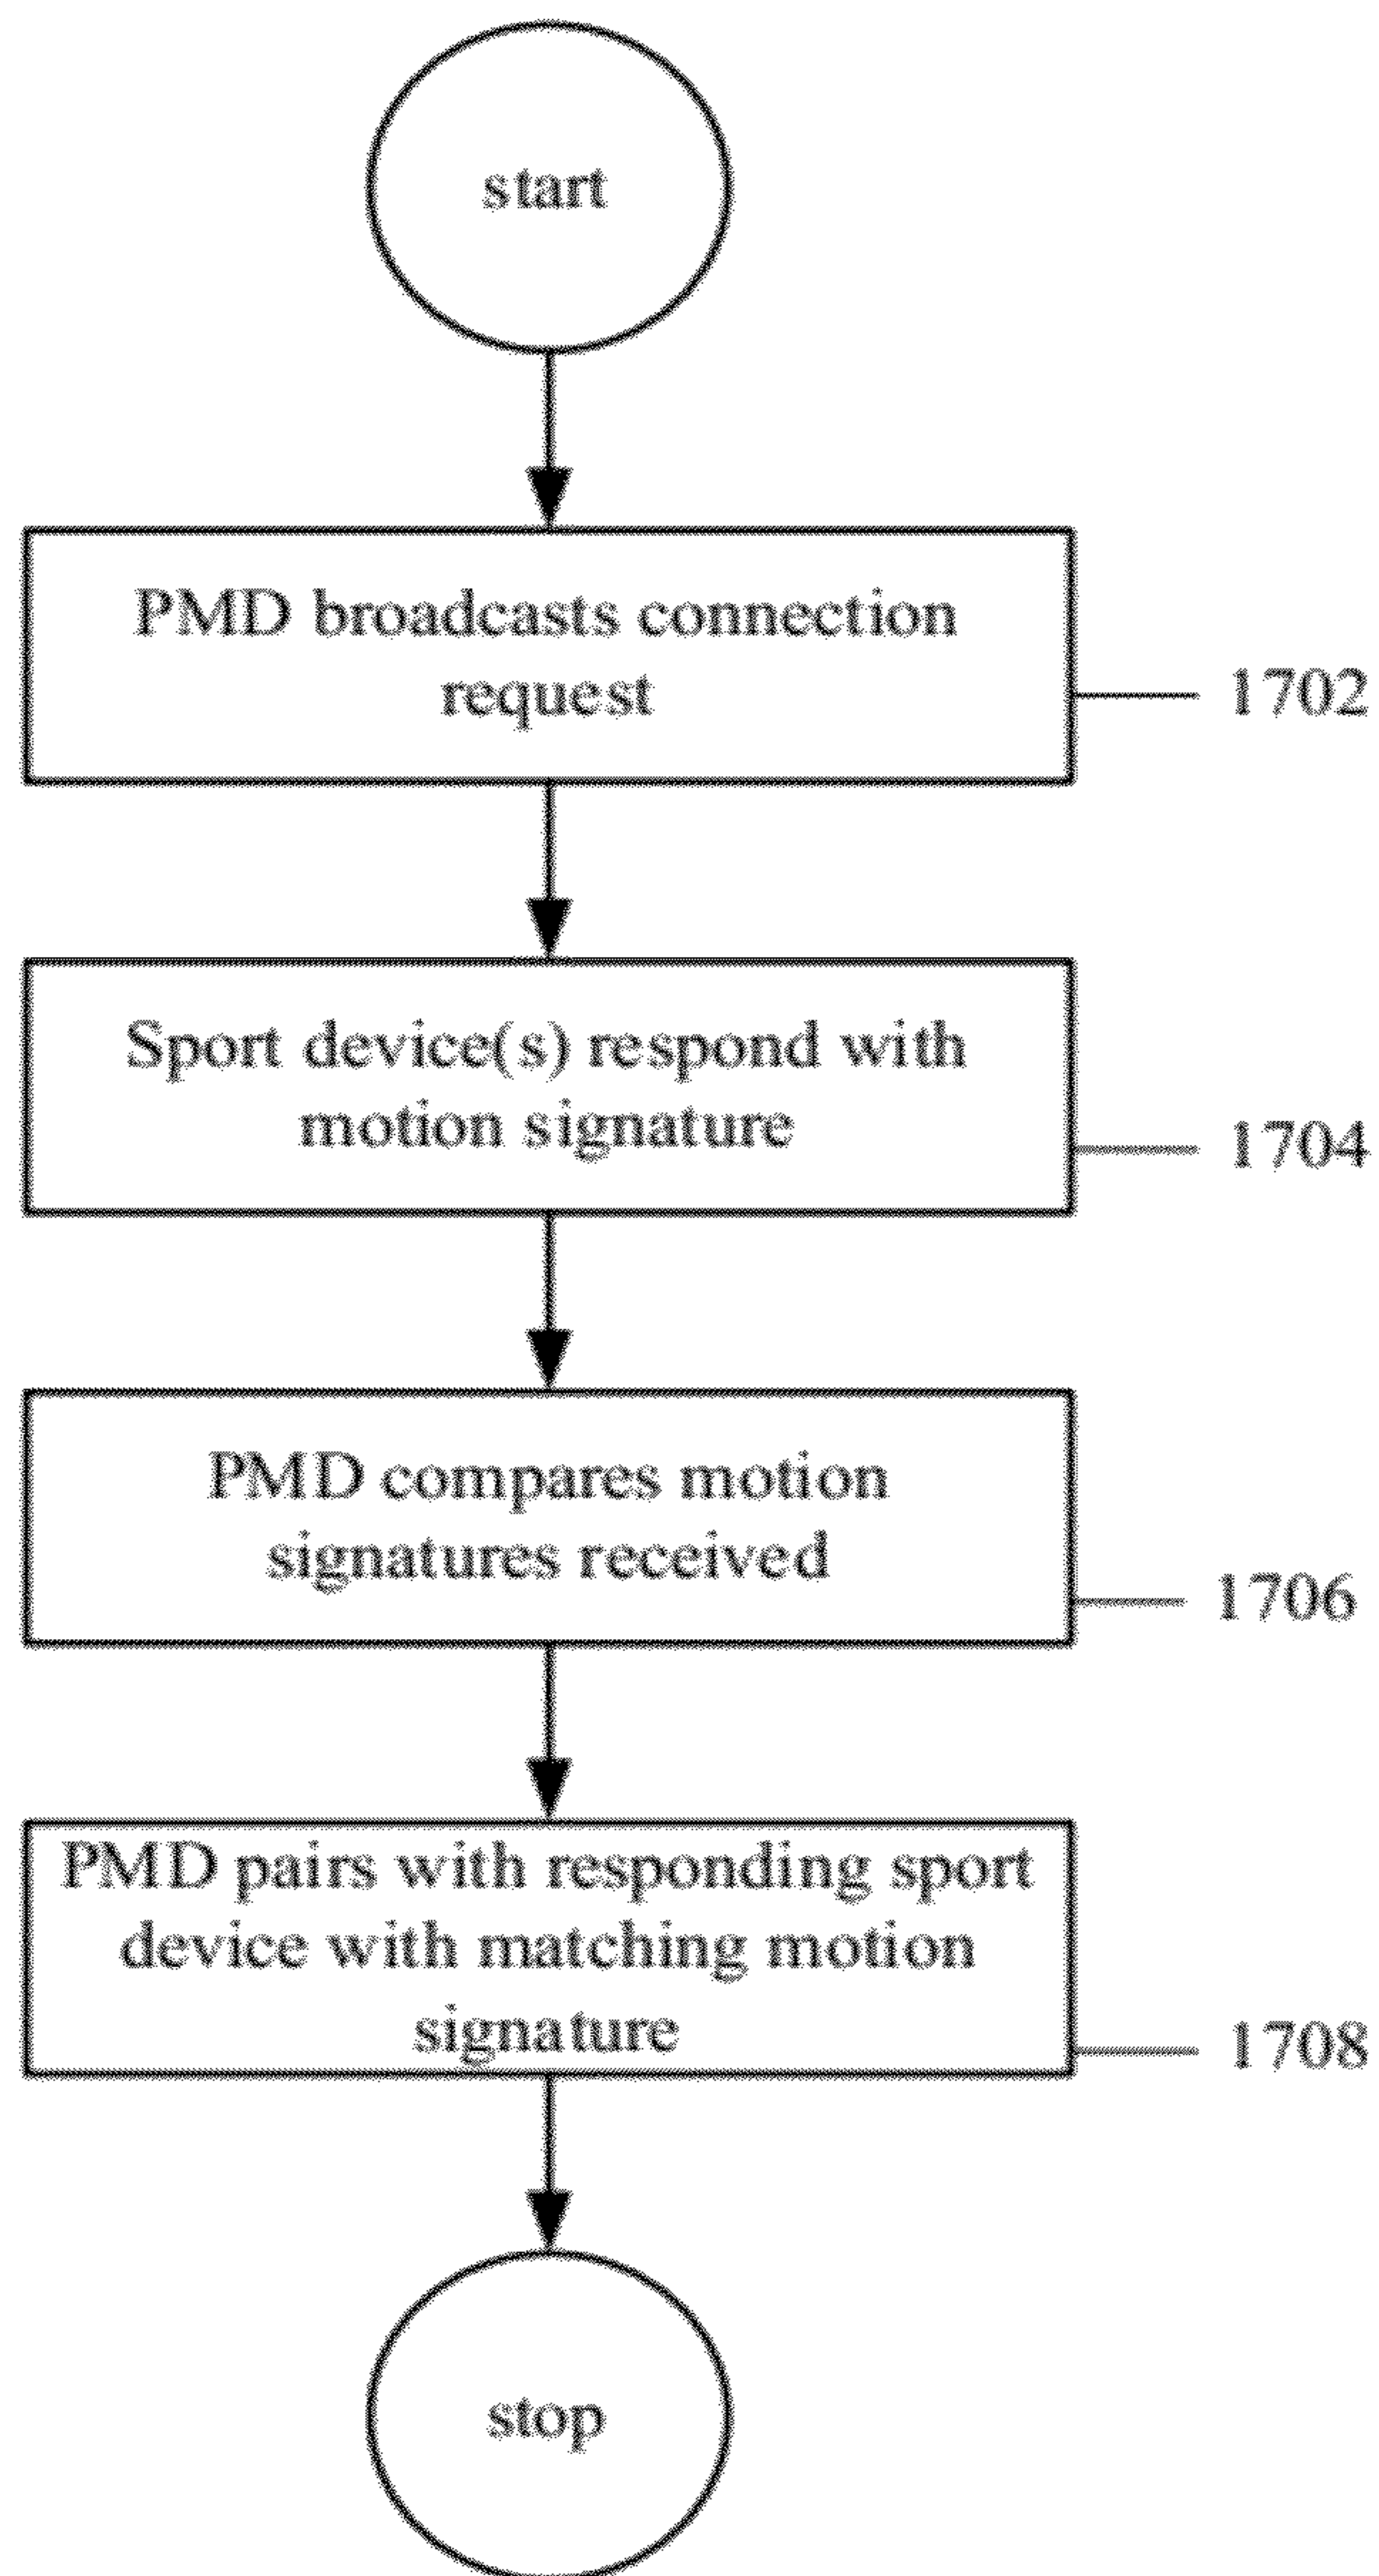 start
PMD broadcasts connection
request
1702
Sport device(s) respond with
motion signature
1704
PMD compares motion
signatures received
1706
PMD pairs with responding sport
device with matching motion
signature
1708
stop